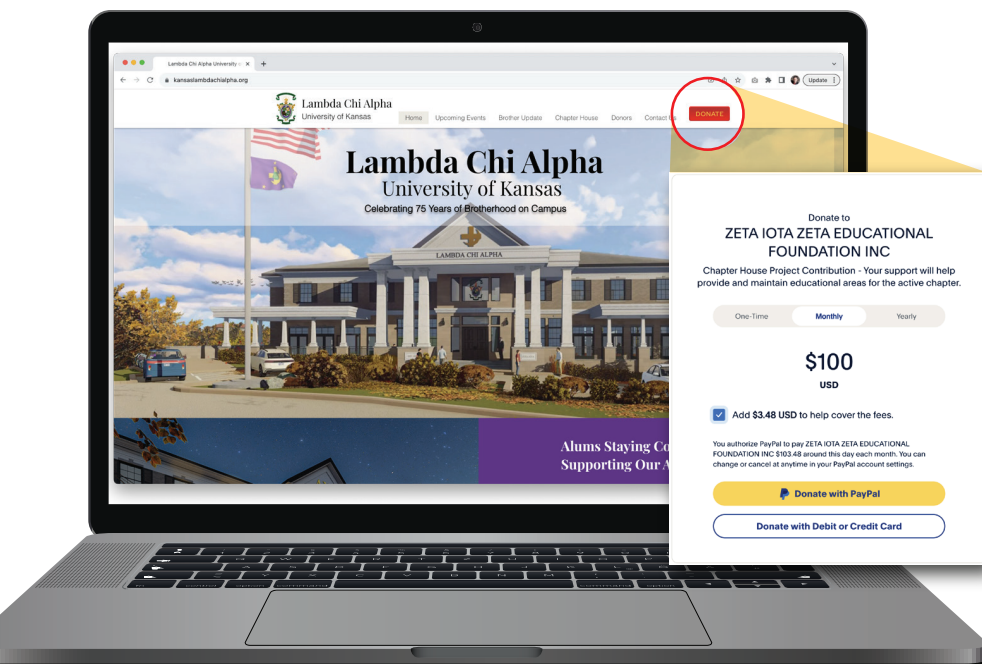 Lambda Chi Alpha University o
kansaslambdachialpha.org
Update
Lambda Chi Alpha
University of Kansas
Home Upcoming Events Brother Update Chapter House Donors Contact Us DONATE
Lambda Chi Alpha
University of Kansas
Celebrating 75 Years of Brotherhood on Campus
LAMBDA CHI ALPHA
Alums Staying Co
Supporting Our A
Donate to
ZETA IOTA ZETA EDUCATIONAL
FOUNDATION INC
Chapter House Project Contribution - Your support will help
provide and maintain educational areas for the active chapter.
One-Time Monthly Yearly
$100
USD
Add $3.48 USD to help cover the fees.
You authorize PayPal to pay ZETA IOTA ZETA EDUCATIONAL
FOUNDATION INC $103.48 around this day each month. You can
change or cancel at anytime in your PayPal account settings.
Donate with PayPal
Donate with Debit or Credit Card